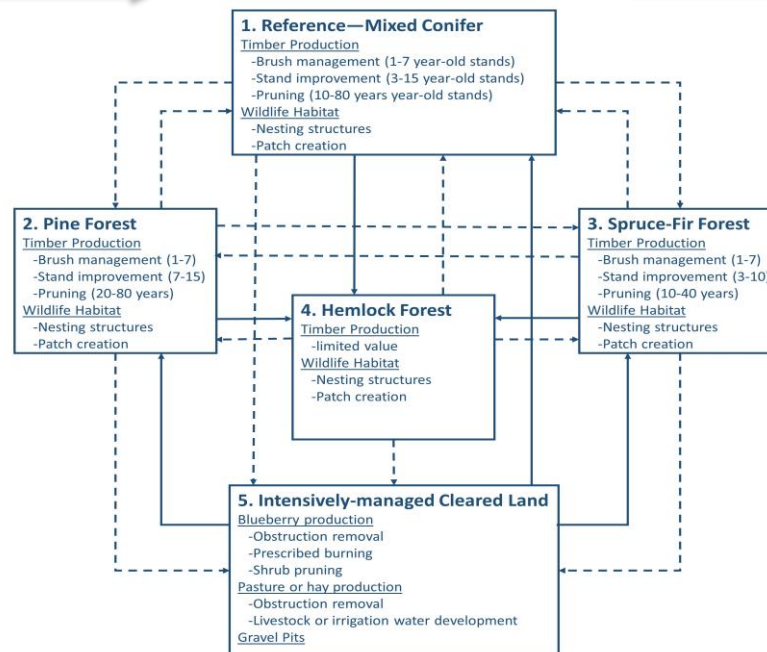 1. Reference—Mixed Conifer
Timber Production
-Brush management (1-7 year-old stands)
-Stand improvement (3-15 year-old stands)
-Pruning (10-80 years year-old stands)
Wildlife Habitat
-Nesting structures
-Patch creation
2. Pine Forest
Timber Production
-Brush management (1-7)
-Stand improvement (7-15)
-Pruning (20-80 years)
Wildlife Habitat
-Nesting structures
-Patch creation
3. Spruce-Fir Forest
Timber Production
-Brush management (1-7)
-Stand improvement (3-10)
-Pruning (10-40 years)
Wildlife Habitat
-Nesting structures
-Patch creation
4. Hemlock Forest
Timber Production
-limited value
Wildlife Habitat
-Nesting structures
-Patch creation
5. Intensively-managed Cleared Land
Blueberry production
-Obstruction removal
-Prescribed burning
-Shrub pruning
Pasture or hay production
-Obstruction removal
-Livestock or irrigation water development
Gravel Pits